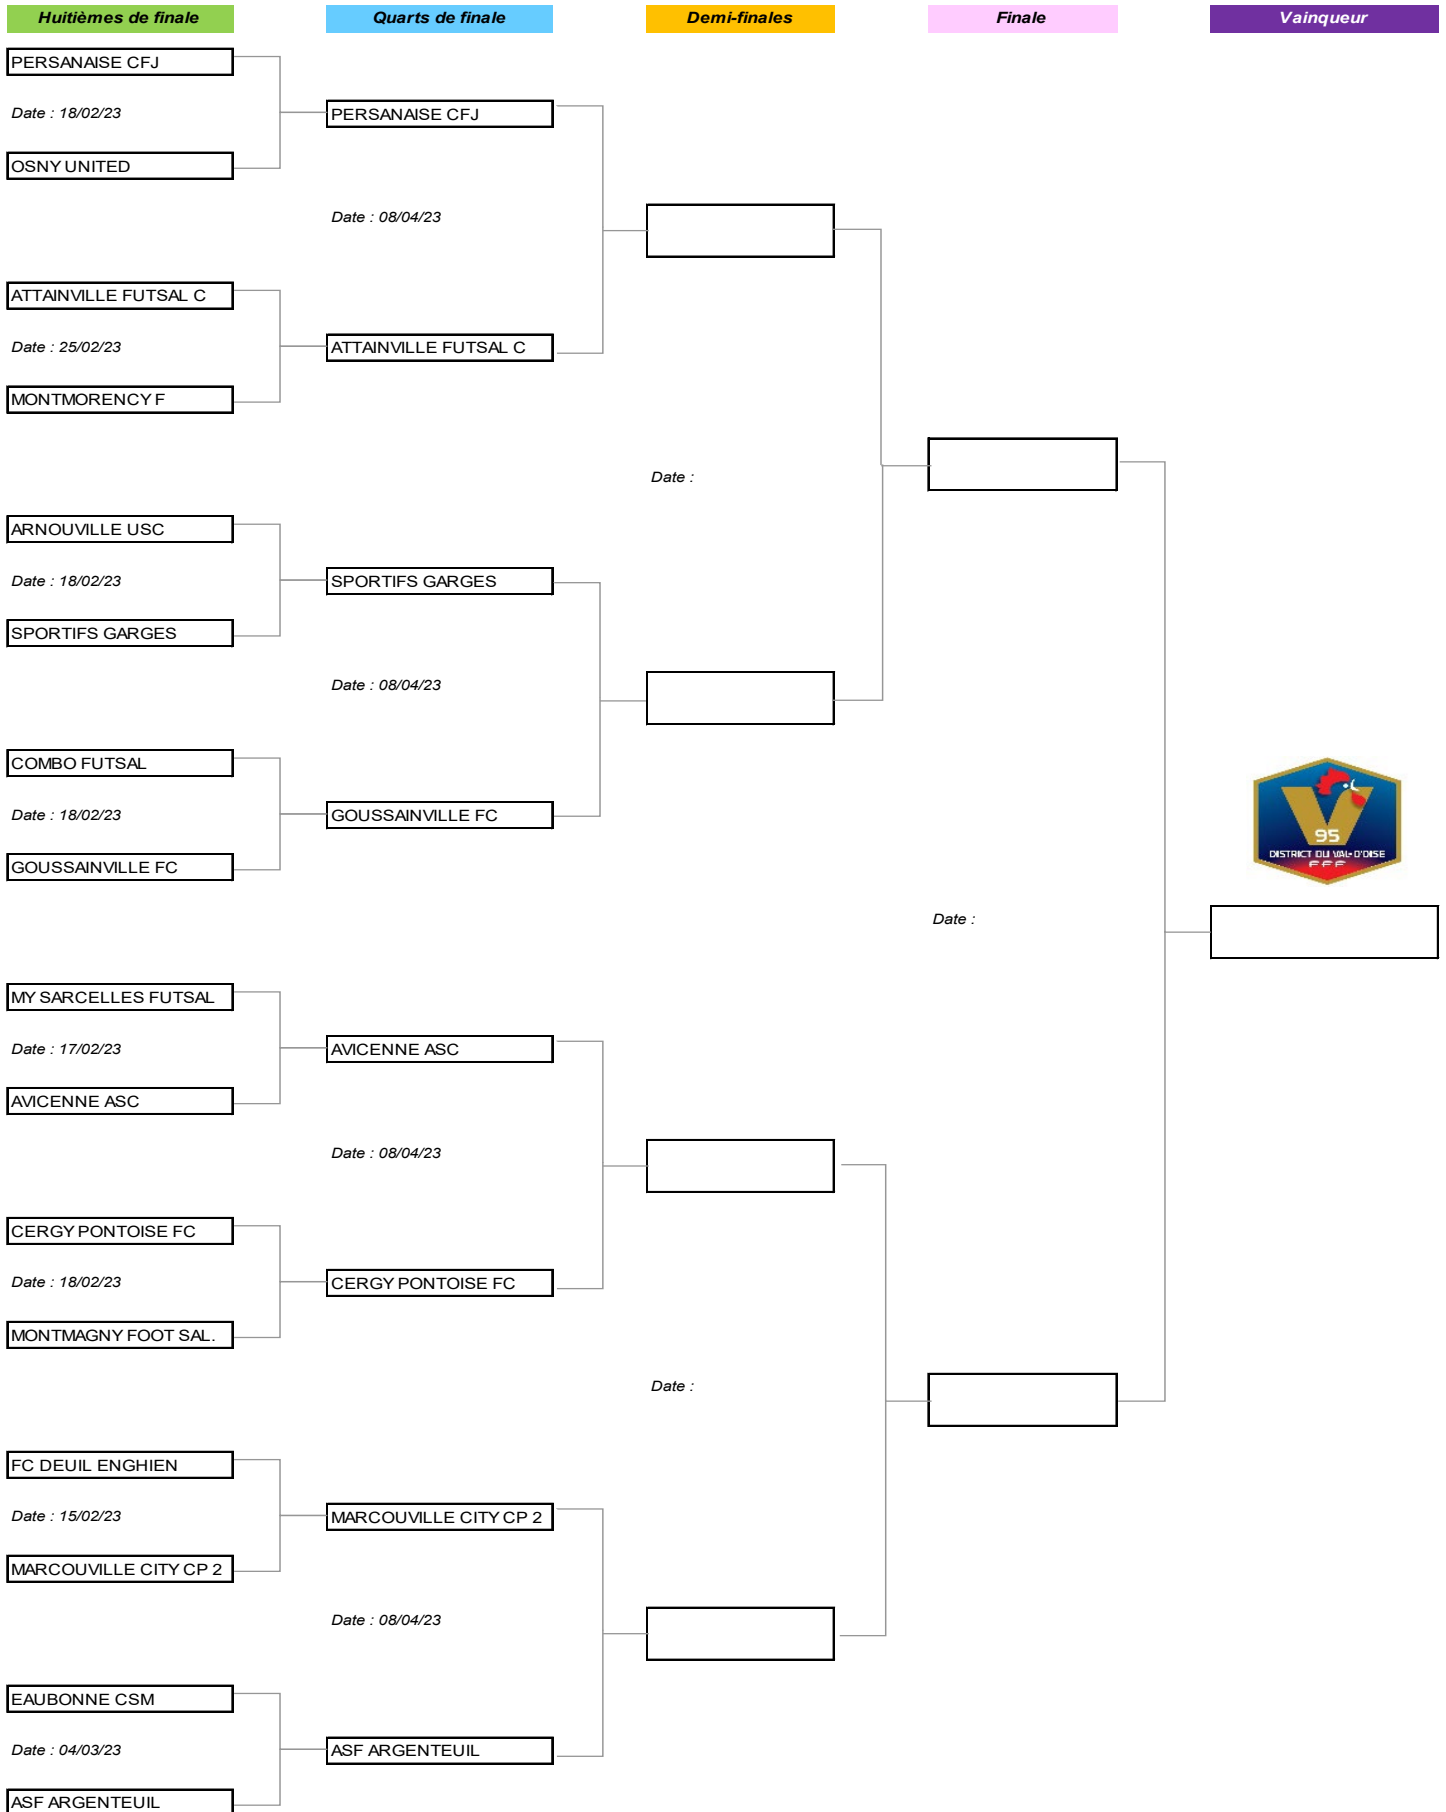 Huitièmes de finale
Quarts de finale
Demi-finales
Finale
Vainqueur
PERSANAISE CFJ
Date : 18/02/23
PERSANAISE CFJ
OSNY UNITED
Date : 08/04/23
ATTAINVILLE FUTSAL C
Date : 25/02/23
ATTAINVILLE FUTSAL C
MONTMORENCY F
Date :
ARNOUVILLE USC
Date : 18/02/23
SPORTIFS GARGES
SPORTIFS GARGES
Date : 08/04/23
COMBO FUTSAL
Date : 18/02/23
GOUSSAINVILLE FC
GOUSSAINVILLE FC
95
DISTRICT DU VAL-D'OISE
FFF
Date :
MY SARCELLES FUTSAL
Date : 17/02/23
AVICENNE ASC
AVICENNE ASC
Date : 08/04/23
CERGY PONTOISE FC
Date : 18/02/23
CERGY PONTOISE FC
MONTMAGNY FOOT SAL.
Date :
FC DEUIL ENGHIEN
Date : 15/02/23
MARCOUVILLE CITY CP 2
MARCOUVILLE CITY CP 2
Date : 08/04/23
EAUBONNE CSM
Date : 04/03/23
ASF ARGENTEUIL
ASF ARGENTEUIL